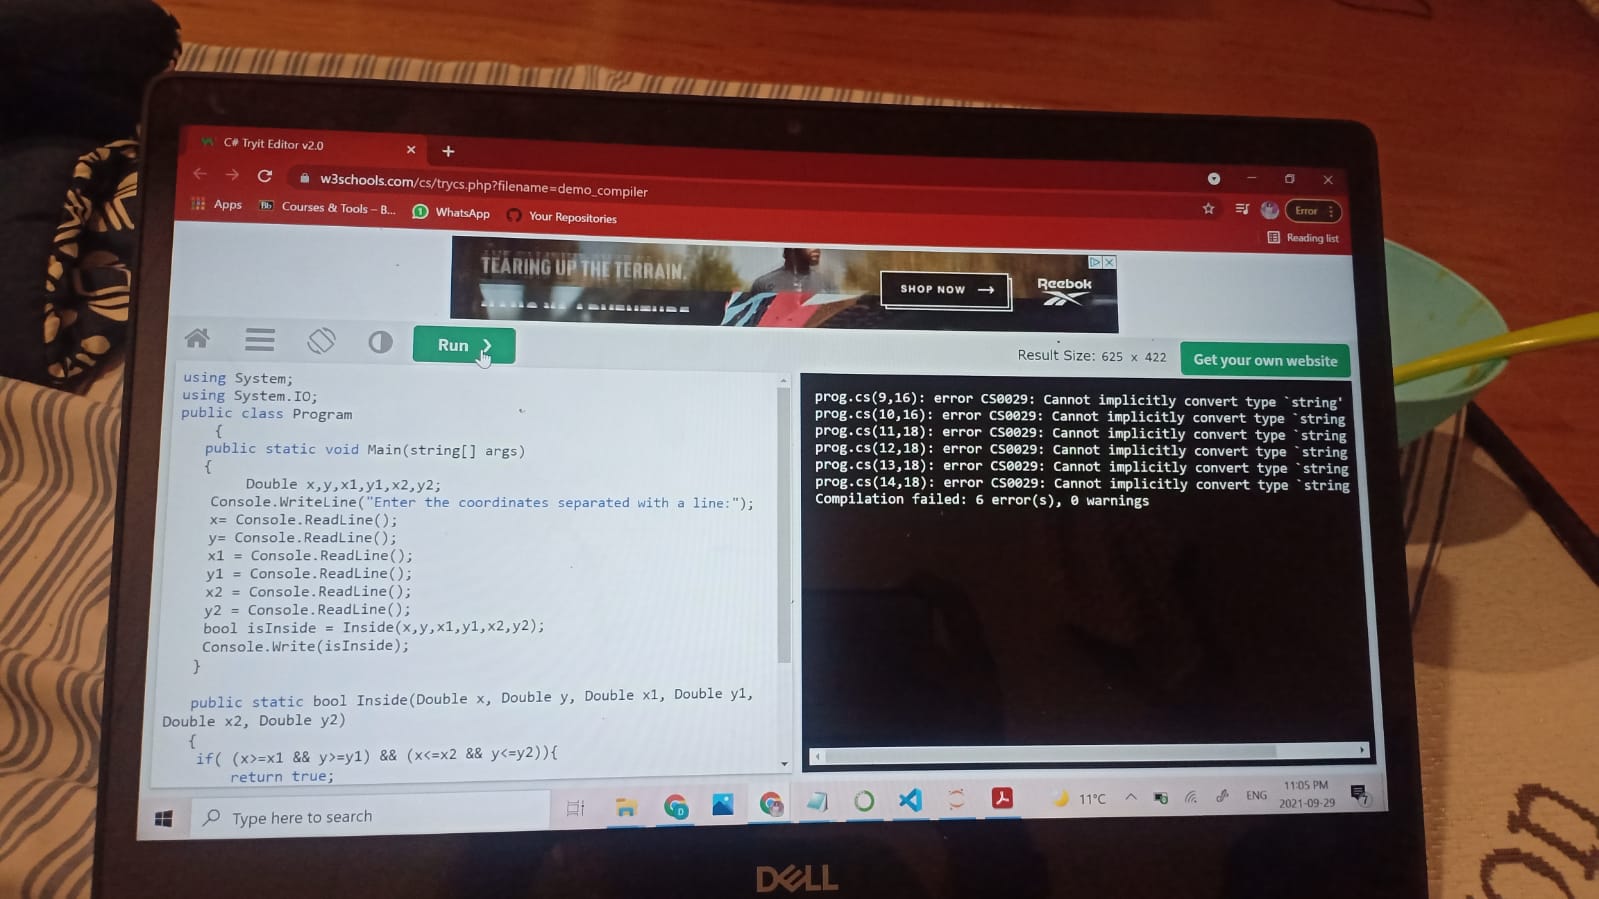 C# Tryit Editor v2.0
w3schools.com/cs/trycs.php?filename=demo_compiler
Error
Apps
Courses & Tools – B...
WhatsApp
Your Repositories
Reading list
TEARING UP THE TERRAIN.
SHOP NOW
Reebok
Run
Result Size: 625 x 422
Get your own website
using System;
using System.IO;
public class Program
{
public static void Main(string[] args)
{
Double x,y,x1,y1,x2,y2;
Console.WriteLine("Enter the coordinates separated with a line:");
x= Console.ReadLine();
y= Console.ReadLine();
x1 = Console.ReadLine();
y1 = Console.ReadLine();
x2 = Console.ReadLine();
y2 = Console.ReadLine();
bool isInside = Inside(x,y,x1,y1,x2,y2);
Console.Write(isInside);
}
public static bool Inside(Double x, Double y, Double x1, Double y1,
Double x2, Double y2)
{
if( (x>=x1 && y>=y1) && (x<=x2 && y<=y2)){
return true;
prog.cs(9,16): error CS0029: Cannot implicitly convert type `string'
prog.cs(10,16): error CS0029: Cannot implicitly convert type `string
prog.cs(11,18): error CS0029: Cannot implicitly convert type `string
prog.cs(12,18): error CS0029: Cannot implicitly convert type `string
prog.cs(13,18): error CS0029: Cannot implicitly convert type `string
prog.cs(14,18): error CS0029: Cannot implicitly convert type `string
Compilation failed: 6 error(s), 0 warnings
Type here to search
11°C
ENG
11:05 PM
2021-09-29
7
DELL